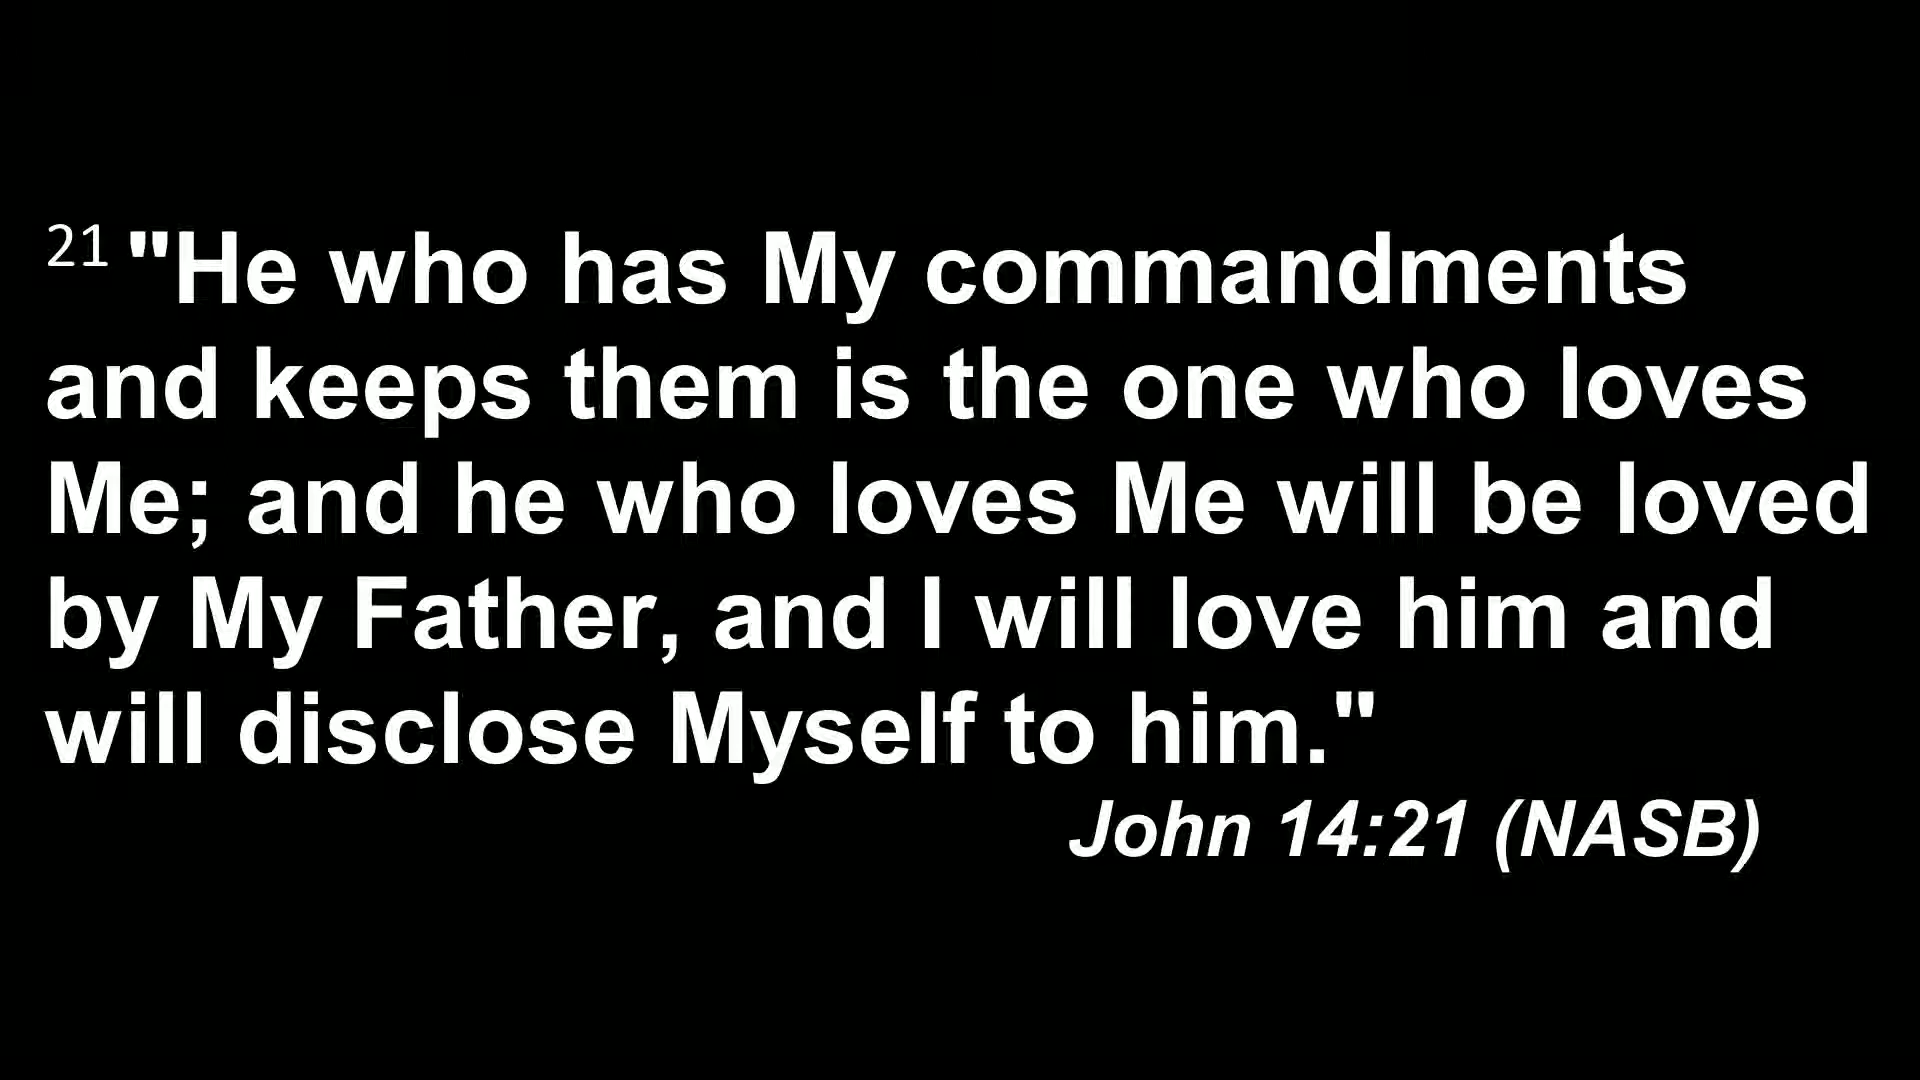 21 "He who has My commandments
and keeps them is the one who loves
Me; and he who loves Me will be loved
by My Father, and I will love him and
will disclose Myself to him."
John 14:21 (NASB)